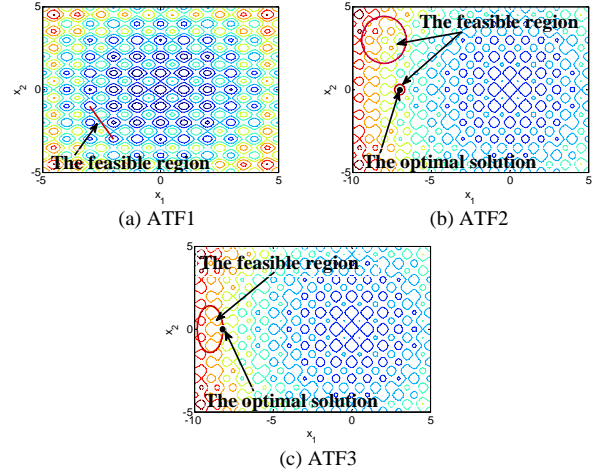 5
x2
0
-5
-5
0
5
x1
The feasible region
(a) ATF1
5
x2
0
-5
-10
-5
0
5
x1
The feasible region
The optimal solution
(b) ATF2
5
x2
0
-5
-10
-5
0
5
x1
The feasible region
The optimal solution
(c) ATF3